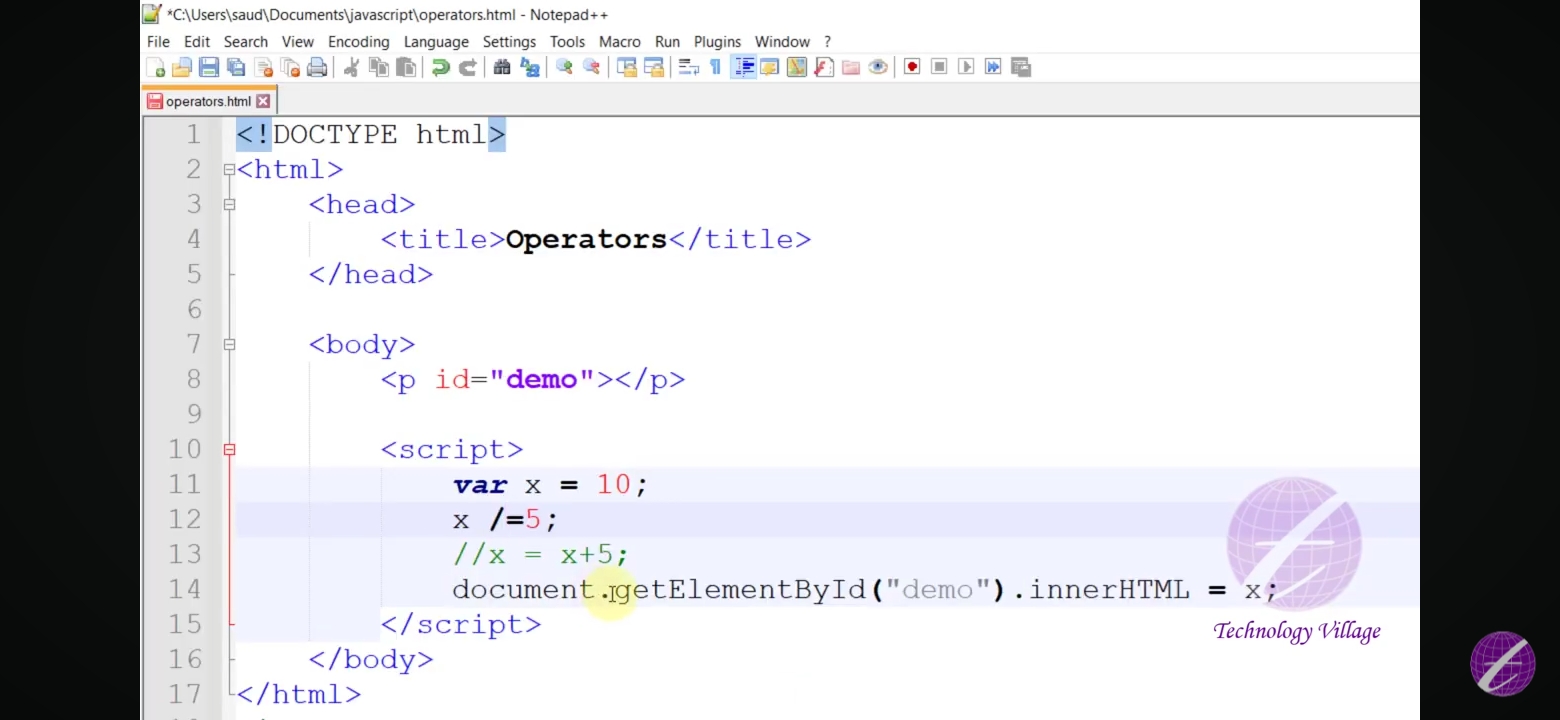 *C:\Users\saud\Documents\javascript\operators.html - Notepad++
File Edit Search View Encoding Language Settings Tools Macro Run Plugins Window ?
operators.html
1 <!DOCTYPE html>
2 <html>
3 <head>
4 <title>Operators</title>
5 </head>
6
7 <body>
8 <p id="demo"></p>
9
10 <script>
11 var x = 10;
12 x /=5;
13 //x = x+5;
14 document.getElementById("demo").innerHTML = x;
15 </script>
16 </body>
17 </html>
Technology Village